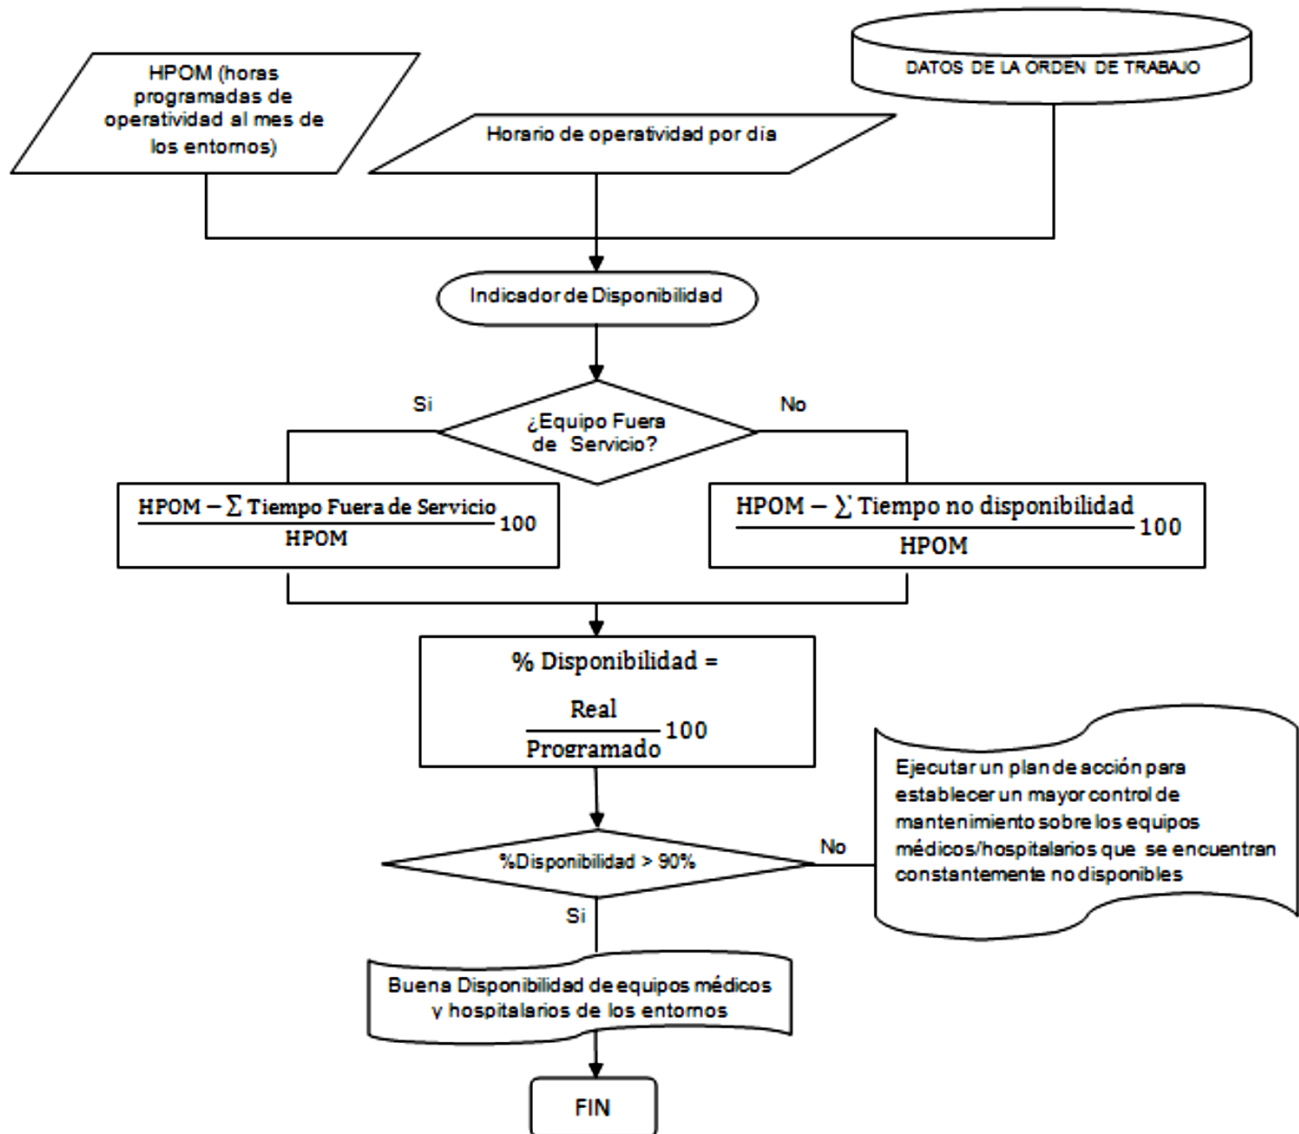 HPOM (horas
programadas de
operatividad al mes de
los entornos)
Horario de operatividad por día
DATOS DE LA ORDEN DE TRABAJO
Indicador de Disponibilidad
Si
No
¿Equipo Fuera
de Servicio?
HPOM − ∑ Tiempo Fuera de Servicio
HPOM
100
HPOM − ∑ Tiempo no disponibilidad
HPOM
100
% Disponibilidad =
Real
Programado
100
%Disponibilidad > 90%
No
Si
Ejecutar un plan de acción para
establecer un mayor control de
mantenimiento sobre los equipos
médicos/hospitalarios que se encuentran
constantemente no disponibles
Buena Disponibilidad de equipos médicos
y hospitalarios de los entornos
FIN